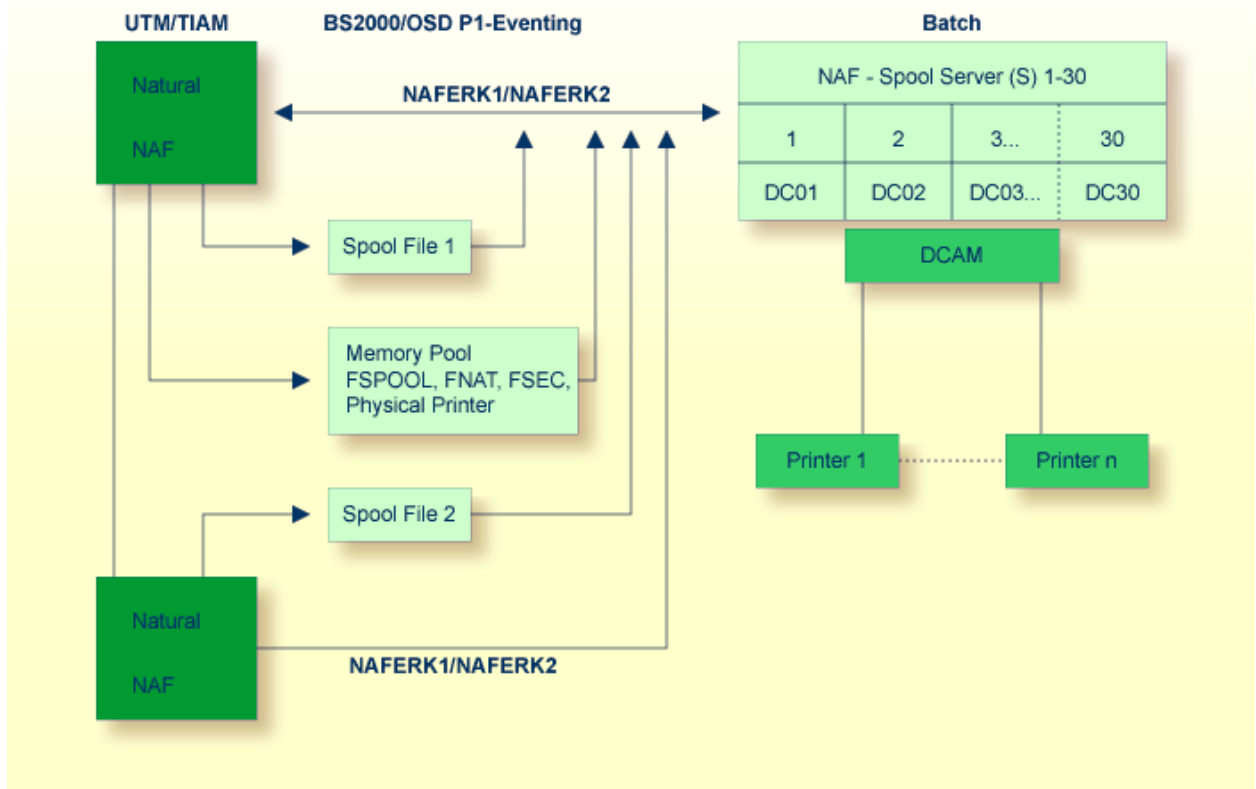 UTM/TIAM
BS2000/OSD P1-Eventing
Batch
Natural
NAF
NAFERK1/NAFERK2
NAF - Spool Server (S) 1-30
1
2
3...
30
DC01
DC02
DC03...
DC30
Spool File 1
DCAM
Memory Pool
FSPOOL, FNAT, FSEC,
Physical Printer
Printer 1
Printer n
Spool File 2
Natural
NAF
NAFERK1/NAFERK2